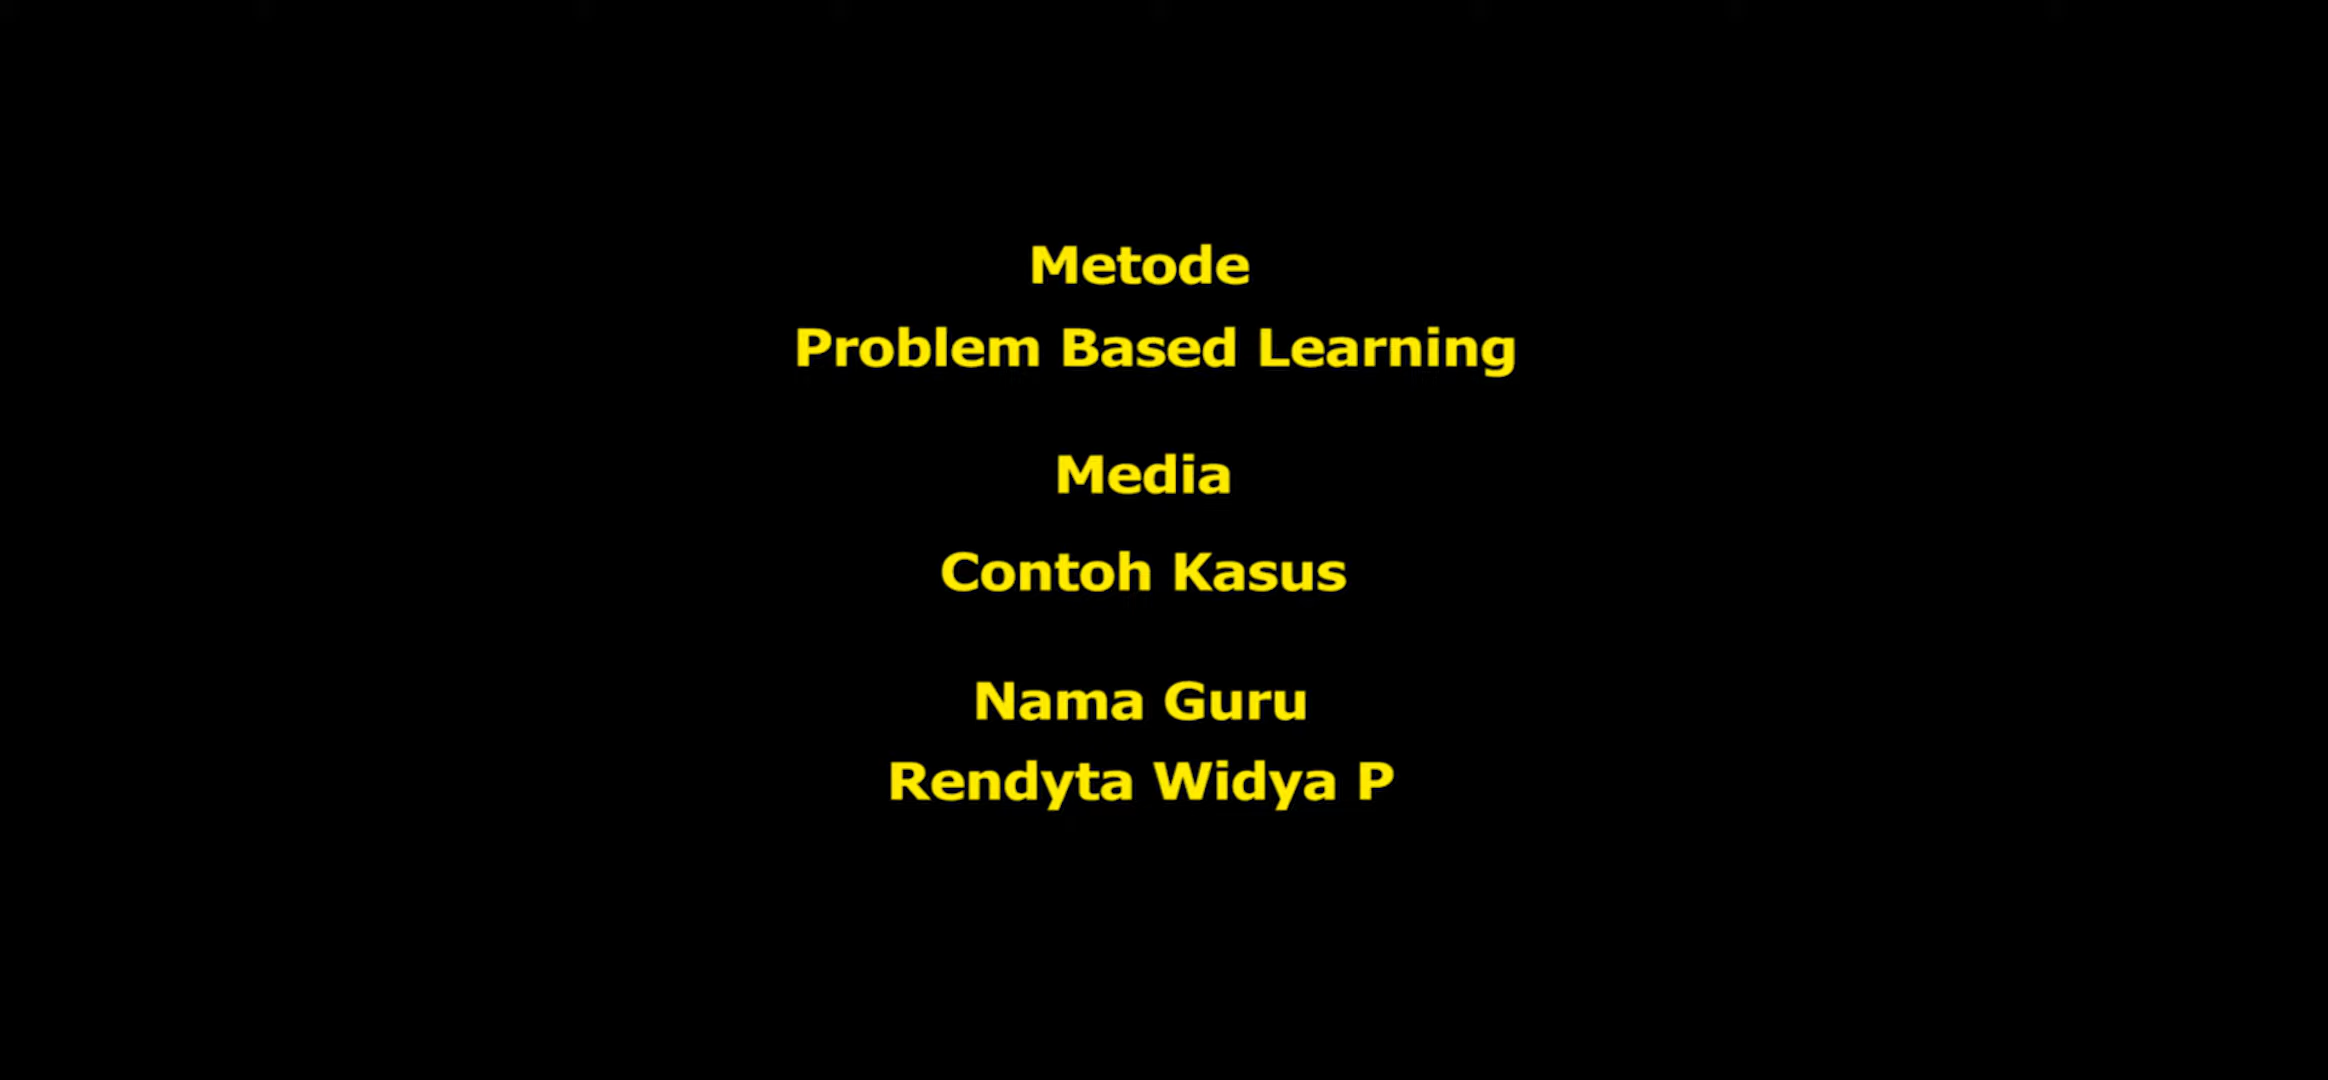 Metode
Problem Based Learning
Media
Contoh Kasus
Nama Guru
Rendyta Widya P